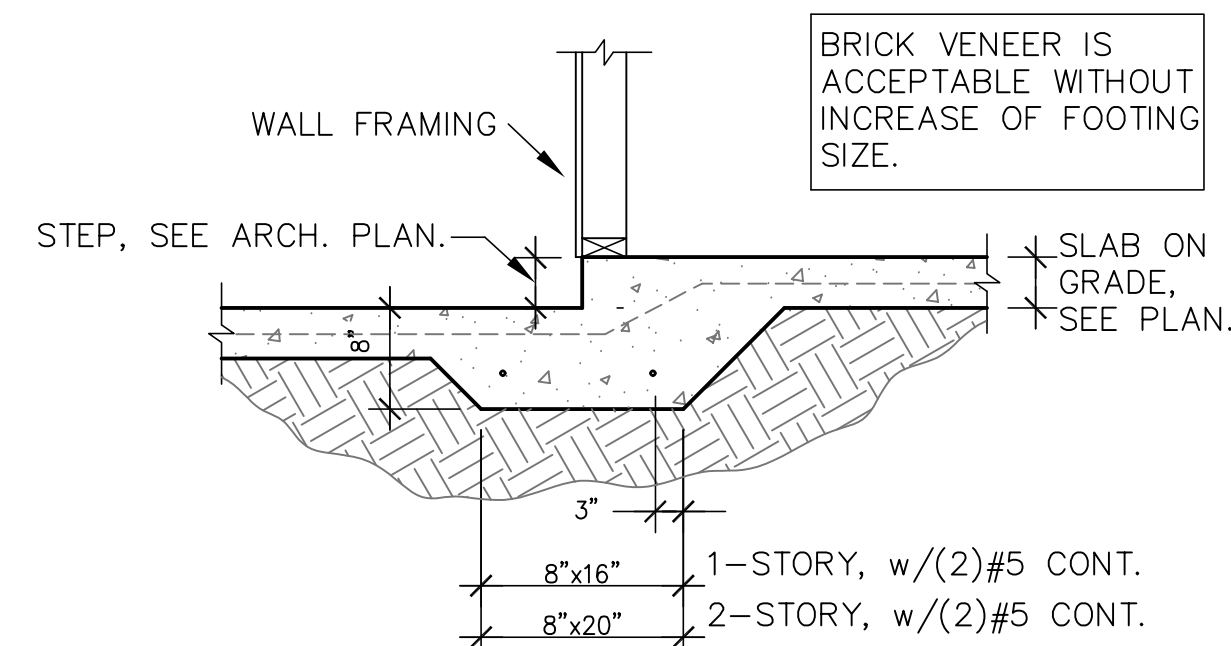 BRICK VENEER IS
ACCEPTABLE WITHOUT
INCREASE OF FOOTING
SIZE.
WALL FRAMING
STEP, SEE ARCH. PLAN.
SLAB ON
GRADE,
SEE PLAN.
8"
3"
8"x16" 1-STORY, w/(2)#5 CONT.
8"x20" 2-STORY, w/(2)#5 CONT.